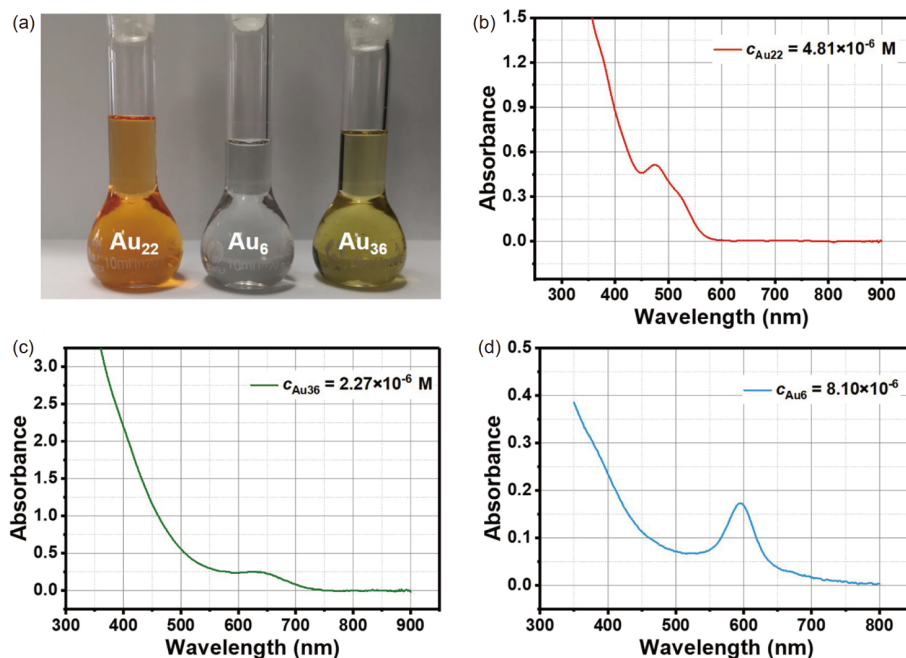 (a)
Au22
Au6
Au36
(b)
1.5
1.2
0.9
0.6
0.3
0.0
Absorbance
c_Au22 = 4.81×10⁻⁶ M
300 400 500 600 700 800 900
Wavelength (nm)
(c)
3.0
2.5
2.0
1.5
1.0
0.5
0.0
Absorbance
c_Au36 = 2.27×10⁻⁶ M
300 400 500 600 700 800 900
Wavelength (nm)
(d)
0.5
0.4
0.3
0.2
0.1
0.0
Absorbance
c_Au6 = 8.10×10⁻⁶
300 400 500 600 700 800
Wavelength (nm)